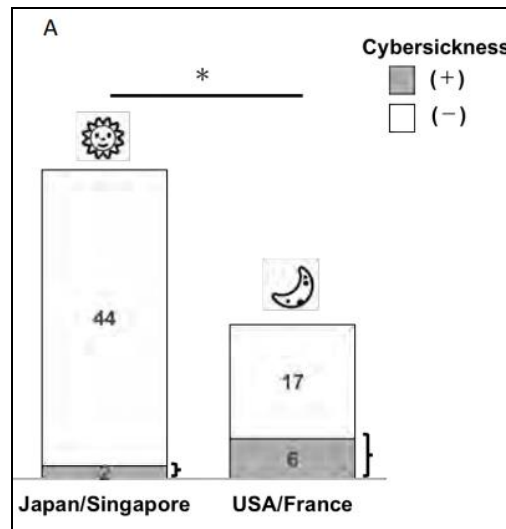 A
Cybersickness
(+)
(−)
*
44
17
2
6
Japan/Singapore
USA/France